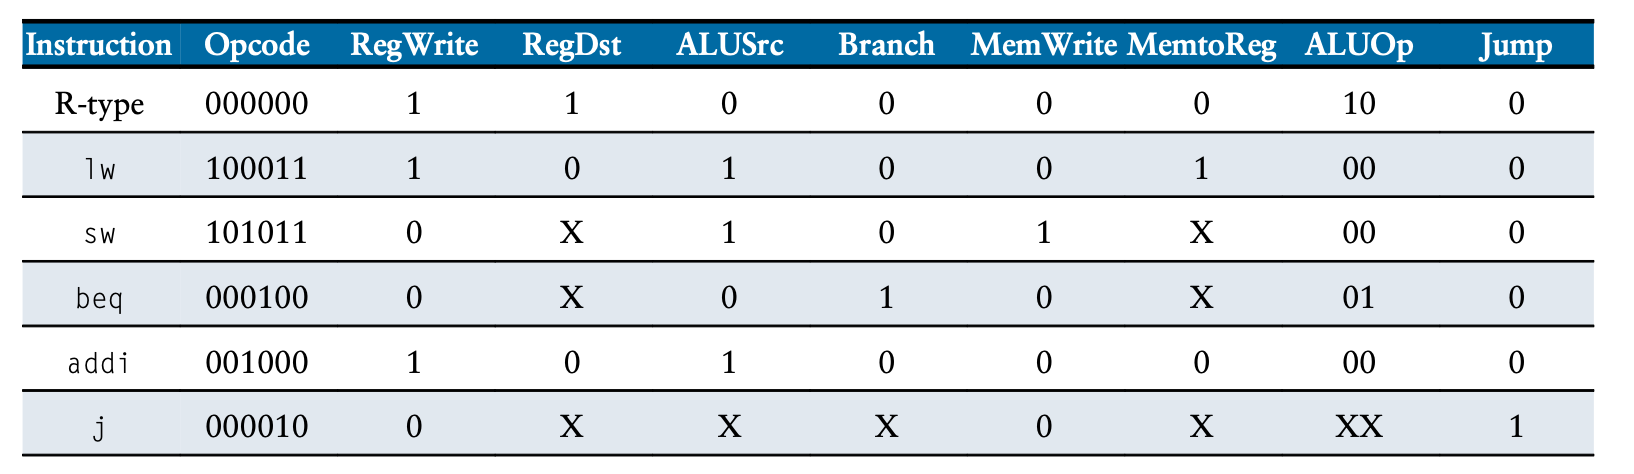 Instruction Opcode RegWrite RegDst ALUSrc Branch MemWrite MemtoReg ALUOp Jump
R-type 000000 1 1 0 0 0 0 10 0
lw 100011 1 0 1 0 0 1 00 0
sw 101011 0 X 1 0 1 X 00 0
beq 000100 0 X 0 1 0 X 01 0
addi 001000 1 0 1 0 0 0 00 0
j 000010 0 X X X 0 X XX 1